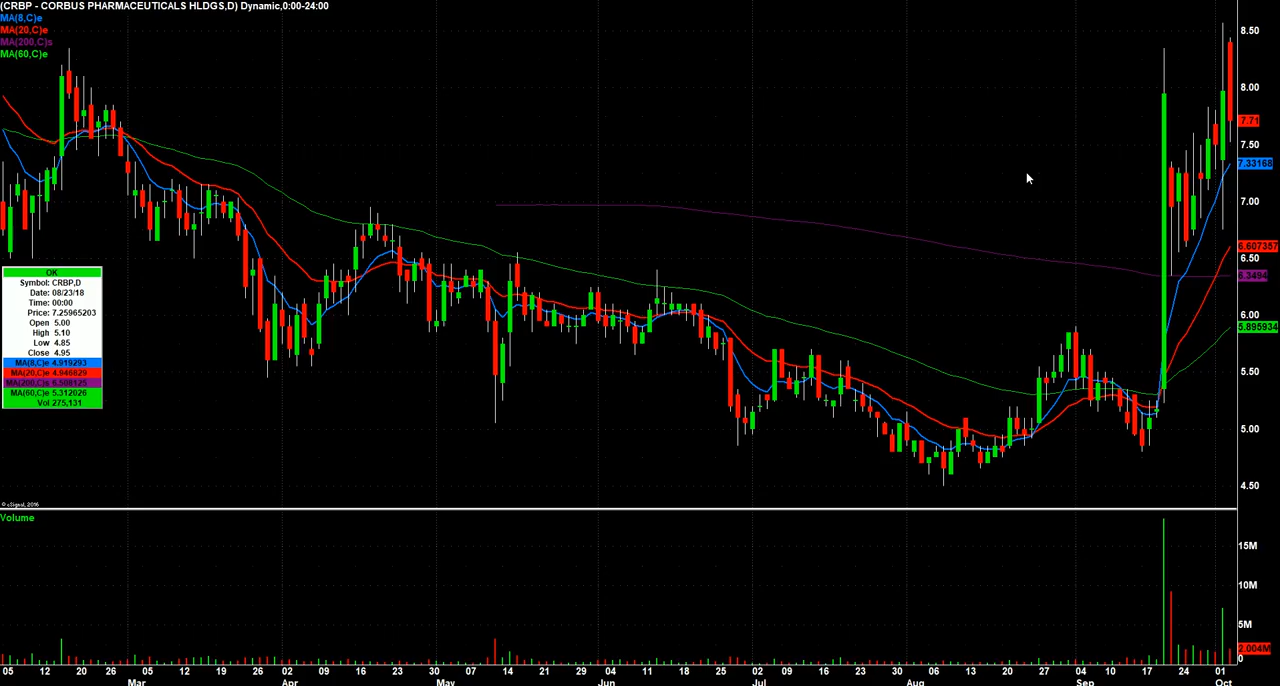 (CRBP - CORBUS PHARMACEUTICALS HLDGS,D) Dynamic,0:00-24:00
MA(8,C)e
MA(20,C)e
MA(200,C)s
MA(60,C)e
8.50
8.00
7.71
7.50
7.33168
7.00
6.607357
6.50
6.3494
6.00
5.895934
5.50
5.00
4.50
OK
Symbol: CRBP,D
Date: 08/23/18
Time: 00:00
Price: 7.25965203
Open 5.00
High 5.10
Low 4.85
Close 4.95
MA(8,C)e 4.919293
MA(20,C)e 4.946829
MA(200,C)s 6.508125
MA(60,C)e 5.312026
Vol 275,131
© eSignal, 2016
Volume
15M
10M
5M
2.004M
0
05 12 20 26 05 12 19 26 02 09 16 23 30 07 14 21 29 04 11 18 25 02 09 16 23 30 06 13 20 27 04 10 17 24 01
Mar Apr May Jun Jul Aug Sep Oct